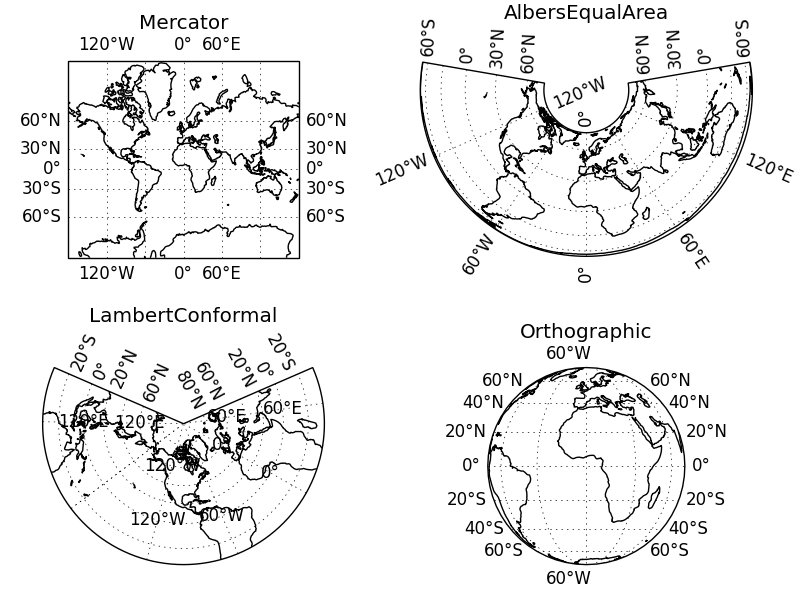 Mercator
120°W 0° 60°E
60°N 60°N
30°N 30°N
0° 0°
30°S 30°S
60°S 60°S
120°W 0° 60°E
AlbersEqualArea
60°S 0° 30°N 60°N 60°N 30°N 0° 60°S
120°W 0°
120°W 120°E
60°W 60°E
0°
LambertConformal
20°S 0° 20°N 60°N 80°N 60°N 20°N 0° 20°S
120°E 120°E 60°E 60°E
120°W 0°
120°W 60°W
Orthographic
60°W
60°N 60°N
40°N 40°N
20°N 20°N
0° 0°
20°S 20°S
40°S 40°S
60°S 60°S
60°W